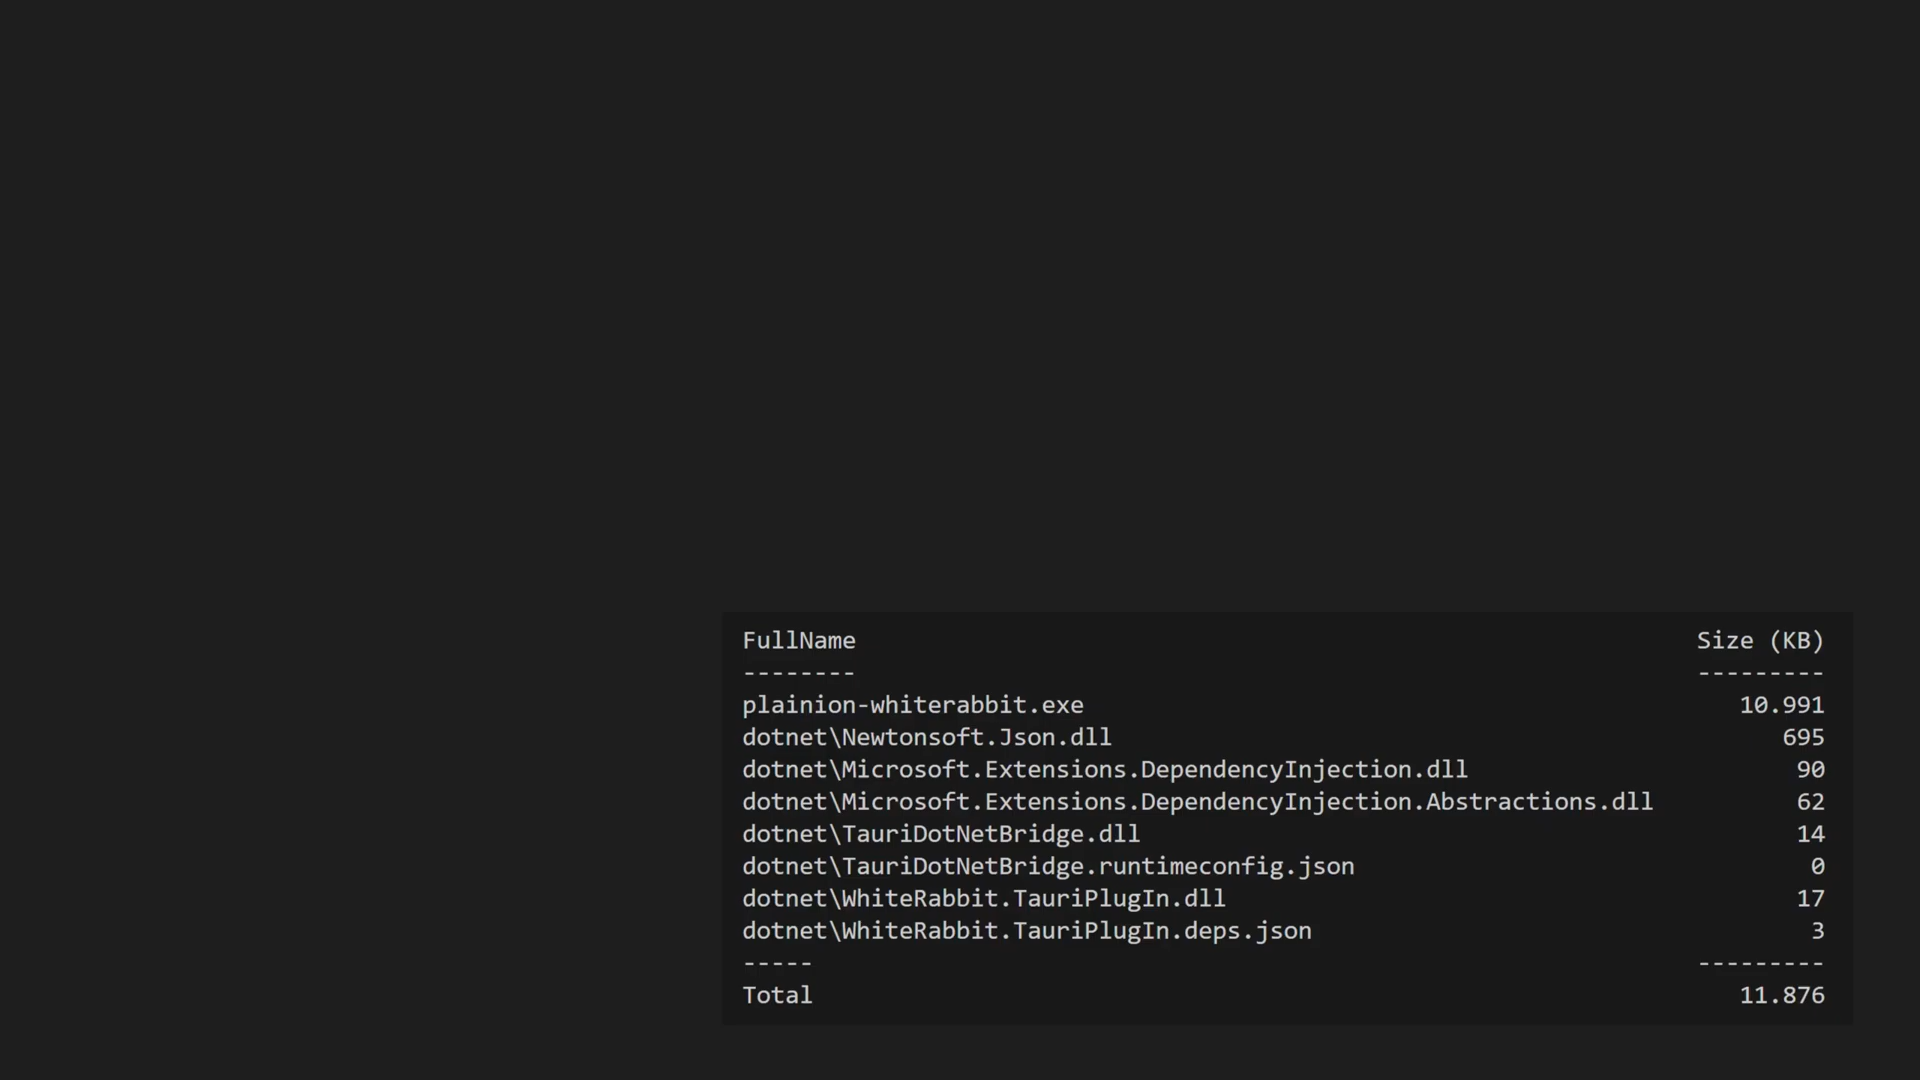 FullName Size (KB)
-------- ---------
plainion-whiterabbit.exe 10.991
dotnet\Newtonsoft.Json.dll 695
dotnet\Microsoft.Extensions.DependencyInjection.dll 90
dotnet\Microsoft.Extensions.DependencyInjection.Abstractions.dll 62
dotnet\TauriDotNetBridge.dll 14
dotnet\TauriDotNetBridge.runtimeconfig.json 0
dotnet\WhiteRabbit.TauriPlugIn.dll 17
dotnet\WhiteRabbit.TauriPlugIn.deps.json 3
----- ---------
Total 11.876